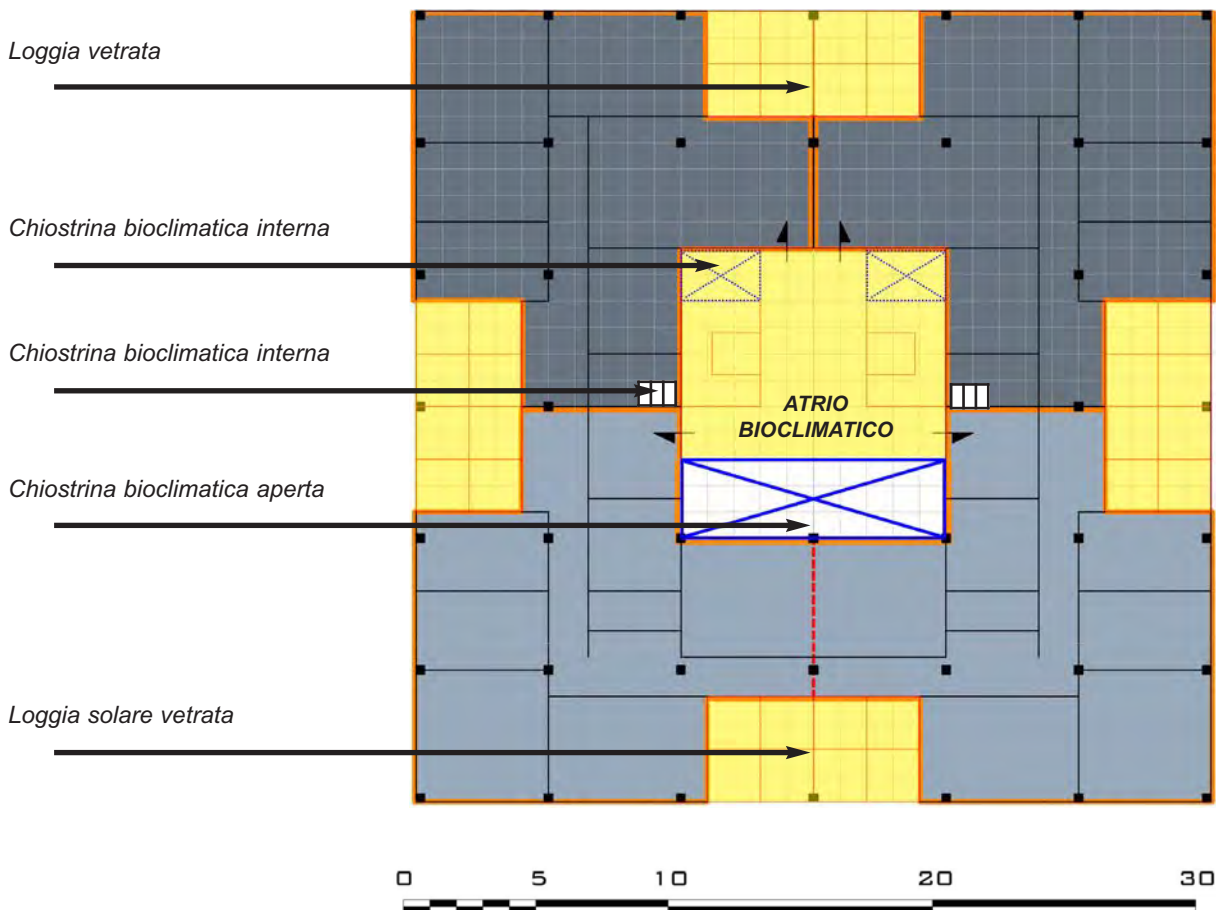 Loggia vetrata
Chiostrina bioclimatica interna
Chiostrina bioclimatica interna
ATRIO
BIOCLIMATICO
Chiostrina bioclimatica aperta
Loggia solare vetrata
0 5 10 20 30